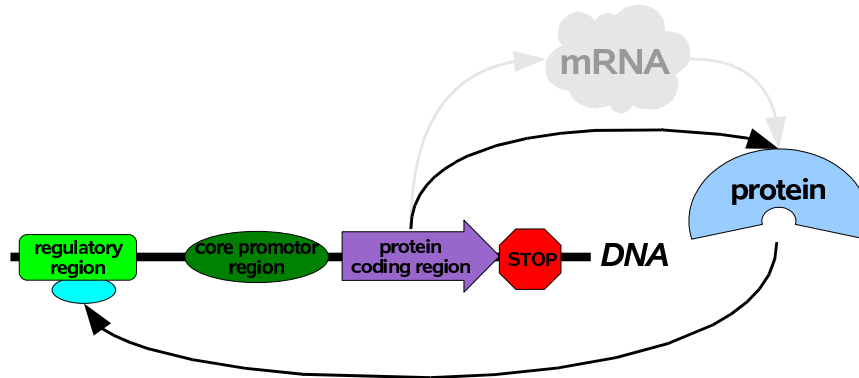 mRNA
protein
regulatory
region
core promotor
region
protein
coding region
STOP
DNA